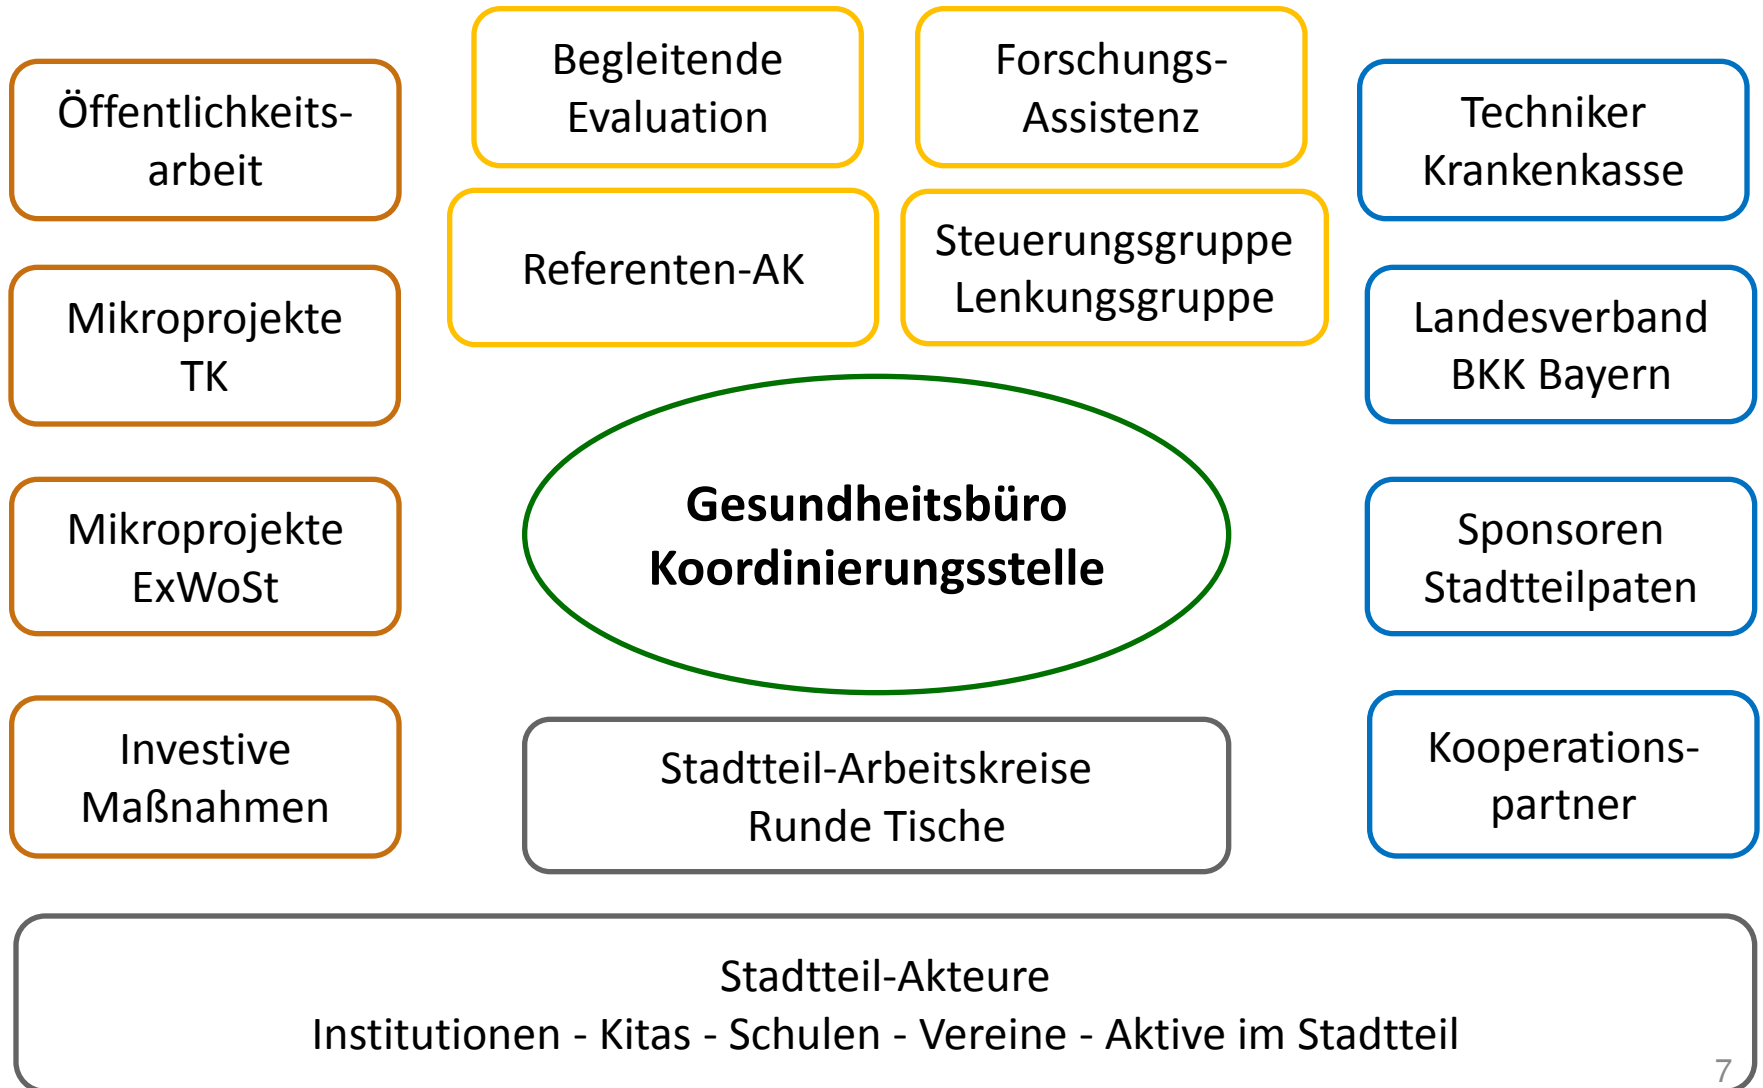 Öffentlichkeits-
arbeit
Begleitende
Evaluation
Forschungs-
Assistenz
Techniker
Krankenkasse
Referenten-AK
Steuerungsgruppe
Lenkungsgruppe
Mikroprojekte
TK
Landesverband
BKK Bayern
Gesundheitsbüro
Koordinierungsstelle
Mikroprojekte
ExWoSt
Sponsoren
Stadtteilpaten
Investive
Maßnahmen
Stadtteil-Arbeitskreise
Runde Tische
Kooperations-
partner
Stadtteil-Akteure
Institutionen - Kitas - Schulen - Vereine - Aktive im Stadtteil
7